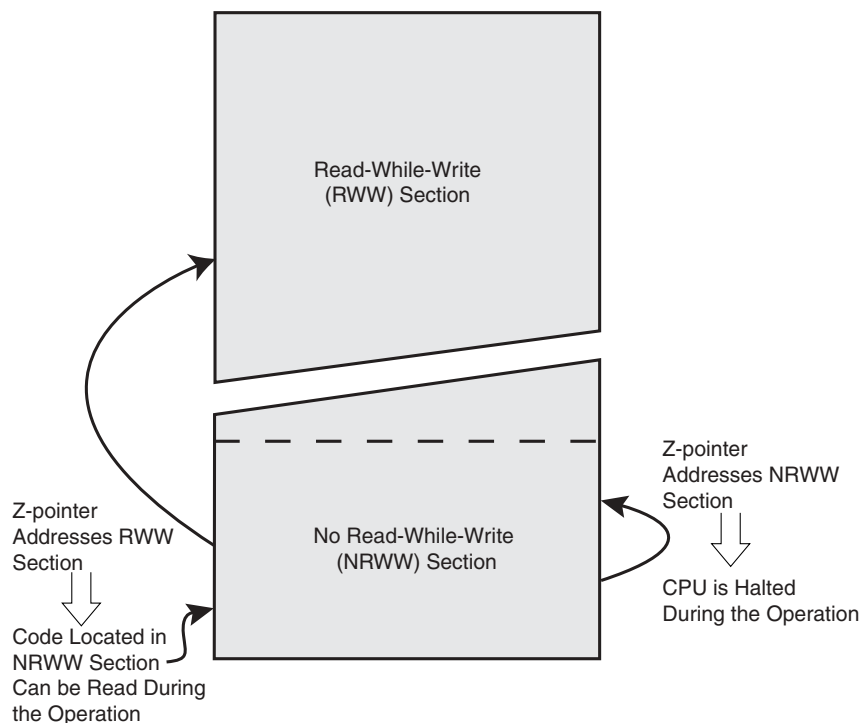 Read-While-Write
(RWW) Section
Z-pointer
Addresses NRWW
Section
Z-pointer
Addresses RWW
Section
No Read-While-Write
(NRWW) Section
CPU is Halted
During the Operation
Code Located in
NRWW Section
Can be Read During
the Operation